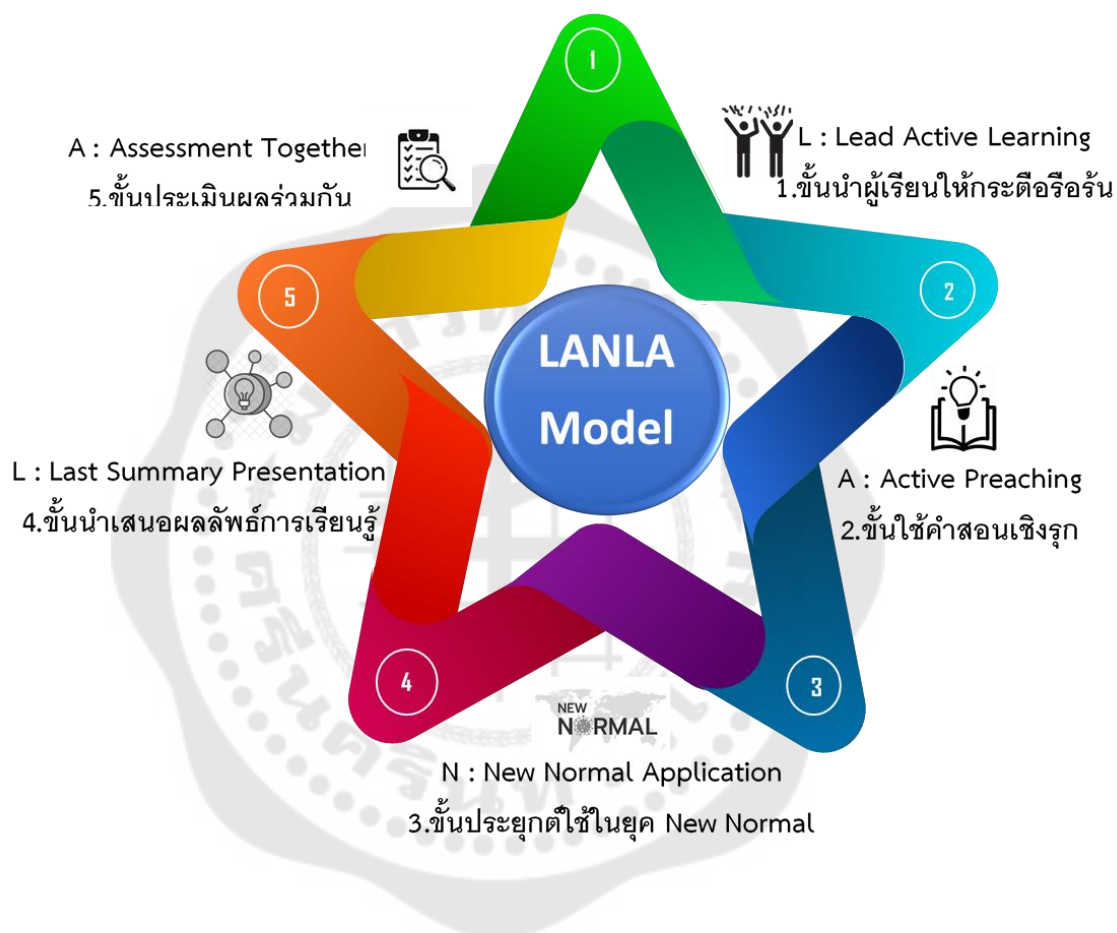 1
L : Lead Active Learning
1.ขั้นนำผู้เรียนให้กระตือรือร้น
A : Assessment Together
5.ขั้นประเมินผลร่วมกัน
5
2
LANLA
Model
A : Active Preaching
2.ขั้นใช้คำสอนเชิงรุก
L : Last Summary Presentation
4.ขั้นนำเสนอผลลัพธ์การเรียนรู้
4
3
NEW
NORMAL
N : New Normal Application
3.ขั้นประยุกต์ใช้ในยุค New Normal